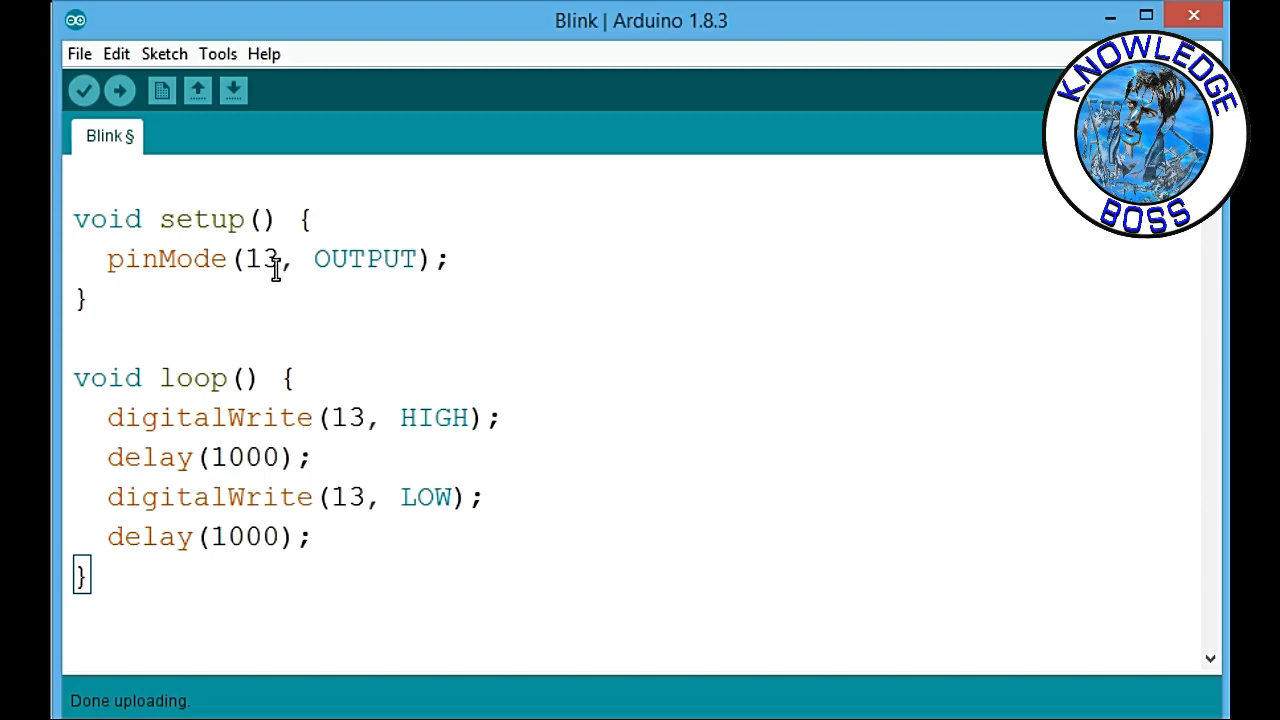 Blink | Arduino 1.8.3
File Edit Sketch Tools Help
KNOWLEDGE
BOSS
Blink §
void setup() {
  pinMode(13, OUTPUT);
}
void loop() {
  digitalWrite(13, HIGH);
  delay(1000);
  digitalWrite(13, LOW);
  delay(1000);
}
Done uploading.